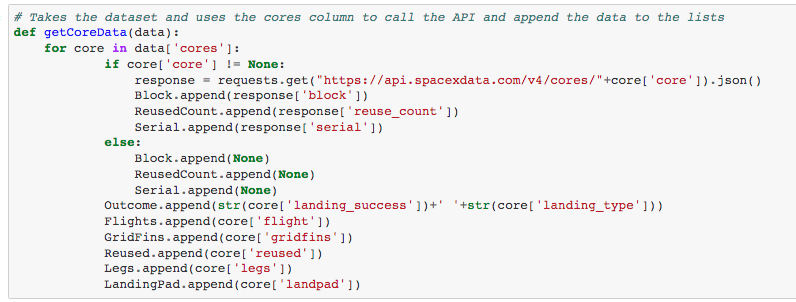 # Takes the dataset and uses the cores column to call the API and append the data to the lists
def getCoreData(data):
    for core in data['cores']:
            if core['core'] != None:
                response = requests.get("https://api.spacexdata.com/v4/cores/"+core['core']).json()
                Block.append(response['block'])
                ReusedCount.append(response['reuse_count'])
                Serial.append(response['serial'])
            else:
                Block.append(None)
                ReusedCount.append(None)
                Serial.append(None)
            Outcome.append(str(core['landing_success'])+' '+str(core['landing_type']))
            Flights.append(core['flight'])
            GridFins.append(core['gridfins'])
            Reused.append(core['reused'])
            Legs.append(core['legs'])
            LandingPad.append(core['landpad'])